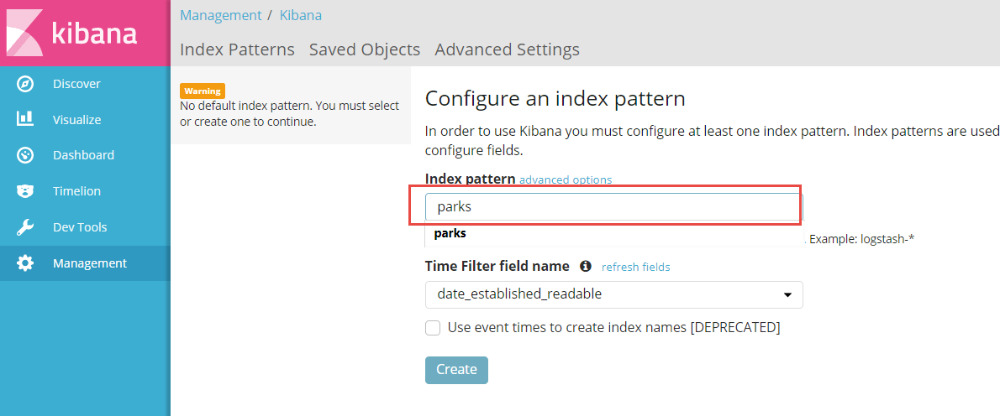 kibana
Discover
Visualize
Dashboard
Timelion
Dev Tools
Management
Management / Kibana
Index Patterns Saved Objects Advanced Settings
Warning
No default index pattern. You must select
or create one to continue.
Configure an index pattern
In order to use Kibana you must configure at least one index pattern. Index patterns are used
configure fields.
Index pattern advanced options
parks
parks
. Example: logstash-*
Time Filter field name refresh fields
date_established_readable
Use event times to create index names [DEPRECATED]
Create